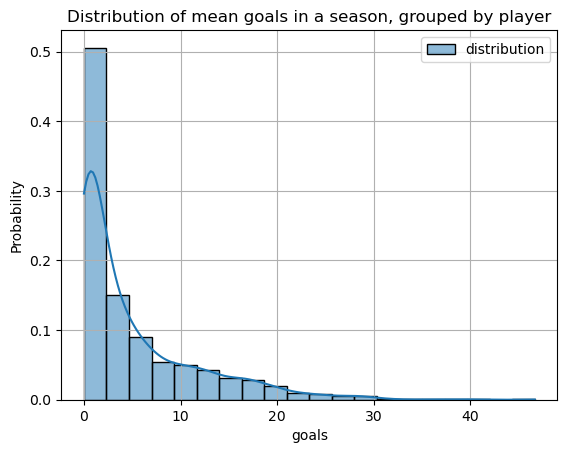 Distribution of mean goals in a season, grouped by player
distribution
Probability
0.5
0.4
0.3
0.2
0.1
0.0
0 10 20 30 40
goals